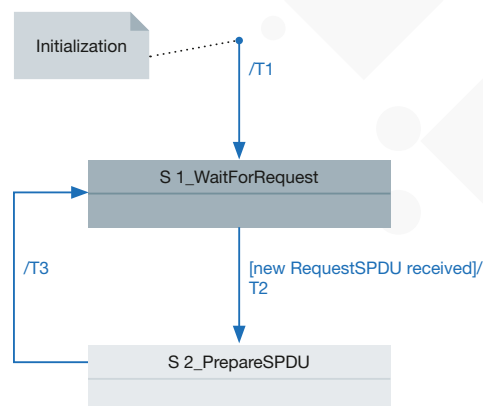 Initialization
/T1
S 1_WaitForRequest
/T3
[new RequestSPDU received]/
T2
S 2_PrepareSPDU